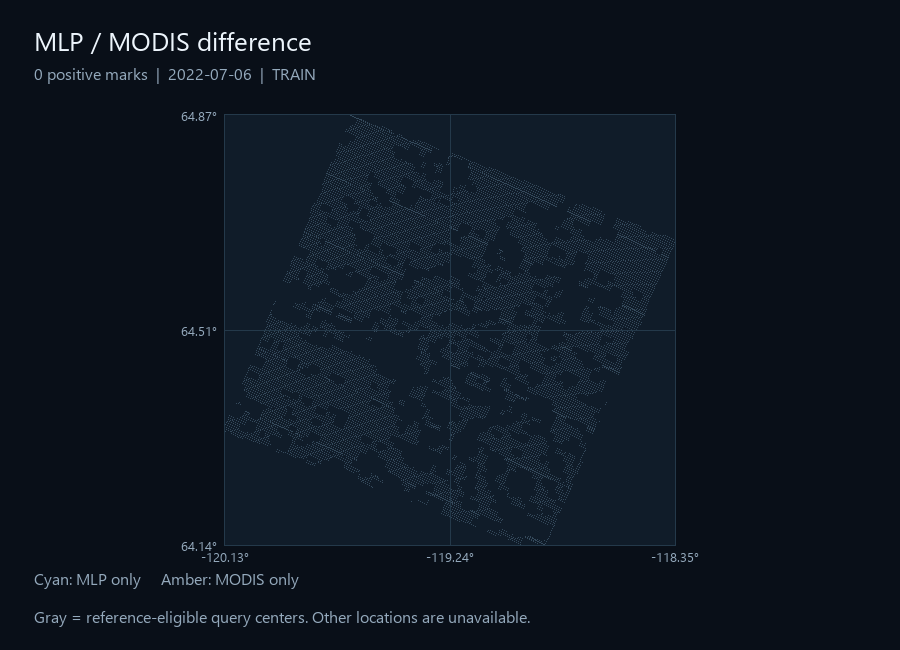 MLP / MODIS difference
0 positive marks | 2022-07-06 | TRAIN
64.87°
64.51°
64.14°
-120.13° -119.24° -118.35°
Cyan: MLP only Amber: MODIS only
Gray = reference-eligible query centers. Other locations are unavailable.